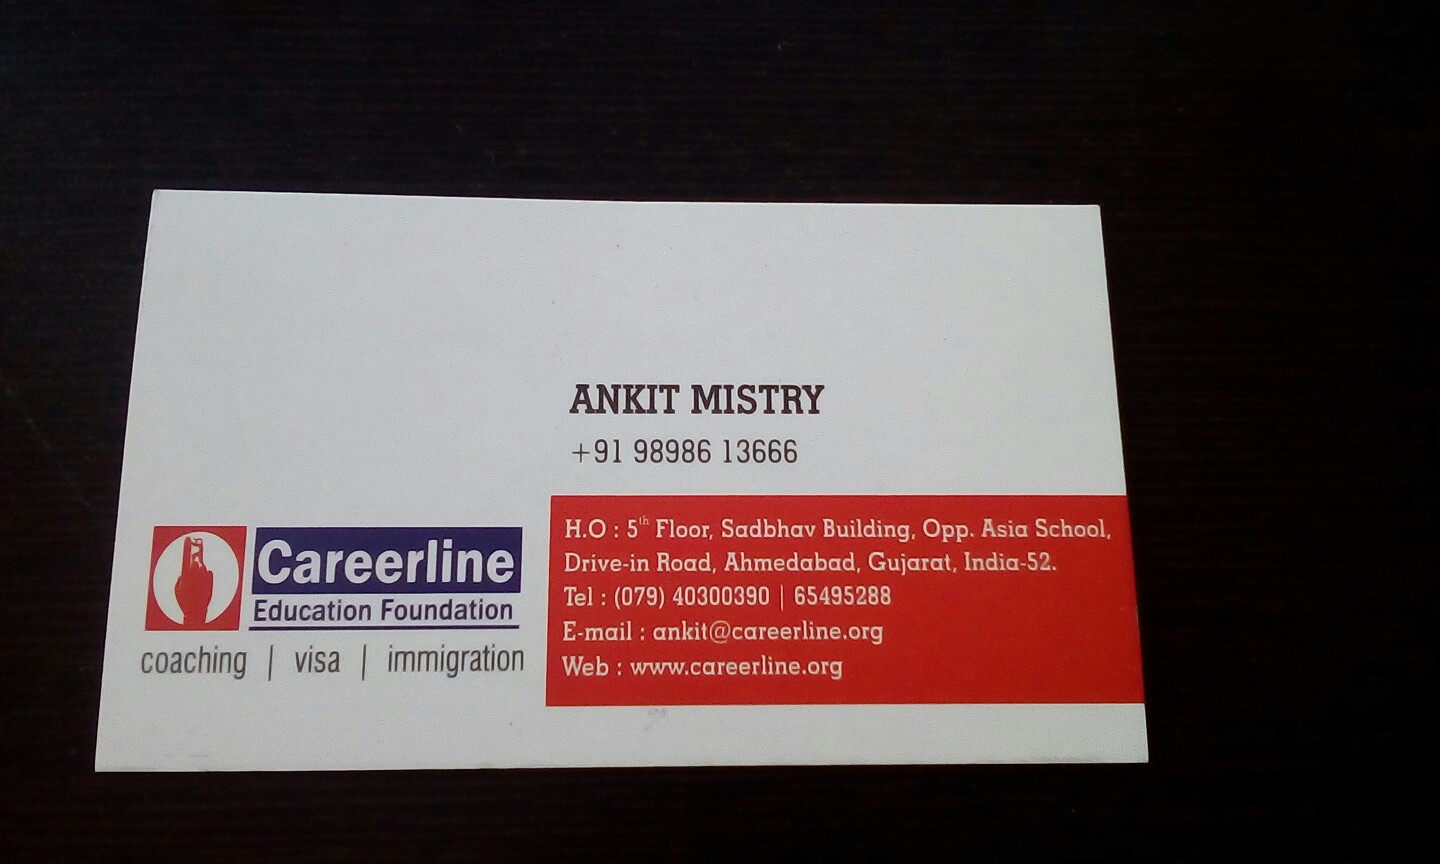 ANKIT MISTRY
+91 98986 13666
Careerline
Education Foundation
coaching | visa | immigration
H.O : 5th Floor, Sadbhav Building, Opp. Asia School,
Drive-in Road, Ahmedabad, Gujarat, India-52.
Tel : (079) 40300390 | 65495288
E-mail : ankit@careerline.org
Web : www.careerline.org